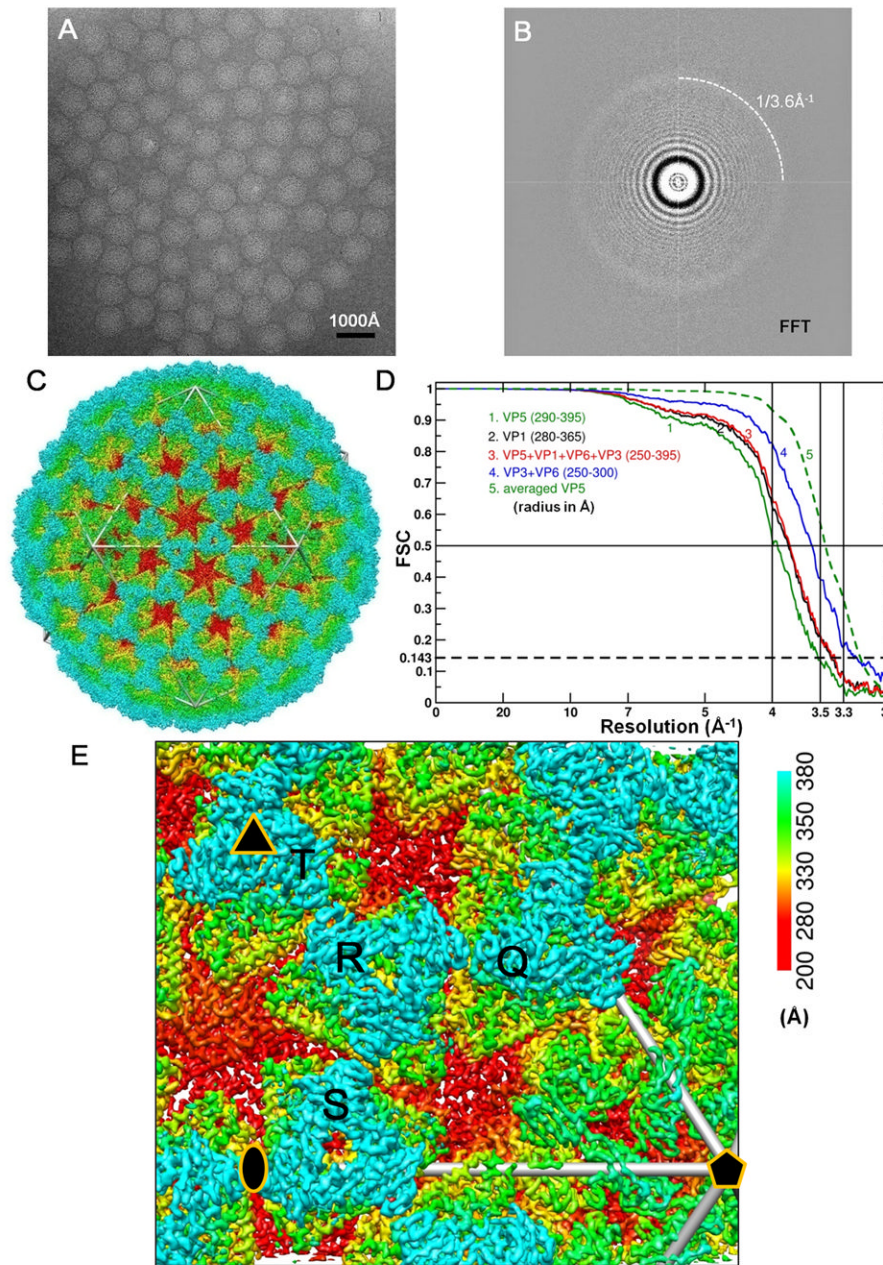 A
1000Å
B
1/3.6Å⁻¹
FFT
C
D
FSC
1
0.9
0.8
0.7
0.6
0.5
0.4
0.3
0.2
0.143
0.1
0
1. VP5 (290-395)
2. VP1 (280-365)
3. VP5+VP1+VP6+VP3 (250-395)
4. VP3+VP6 (250-300)
5. averaged VP5
(radius in Å)
1
2
3
4
5
0 20 10 7 5 4 3.5 3.3
Resolution (Å⁻¹)
E
T
R
Q
S
200 280 330 350 380
(Å)